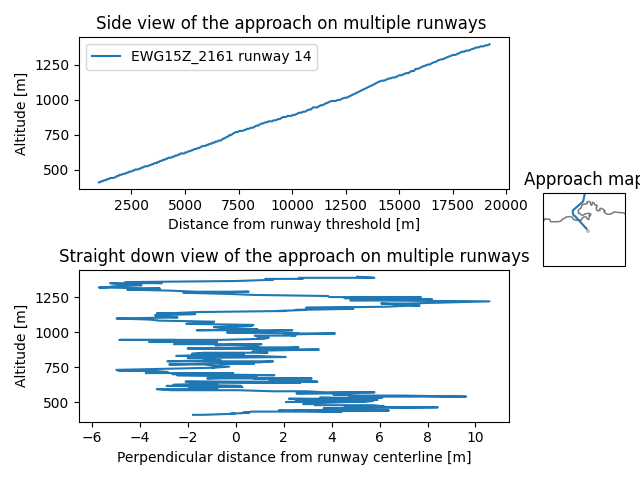 Side view of the approach on multiple runways
EWG15Z_2161 runway 14
Altitude [m]
1250
1000
750
500
2500 5000 7500 10000 12500 15000 17500 20000
Distance from runway threshold [m]
Approach map
Straight down view of the approach on multiple runways
Altitude [m]
1250
1000
750
500
−6 −4 −2 0 2 4 6 8 10
Perpendicular distance from runway centerline [m]